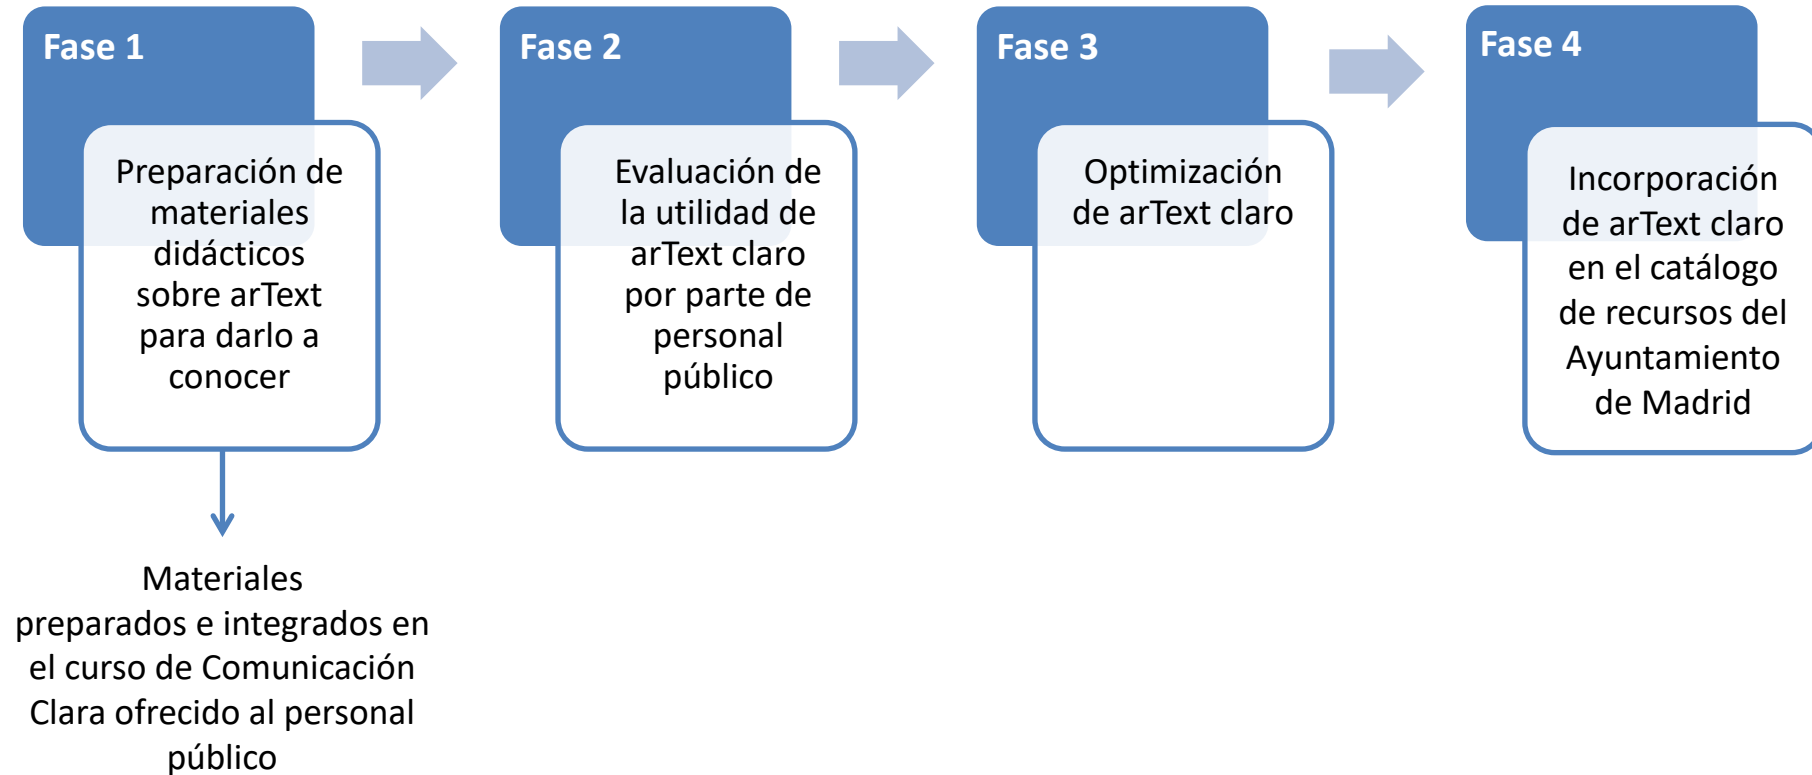 Fase 1
Preparación de
materiales
didácticos
sobre arText
para darlo a
conocer
Materiales
preparados e integrados en
el curso de Comunicación
Clara ofrecido al personal
público
Fase 2
Evaluación de
la utilidad de
arText claro
por parte de
personal
público
Fase 3
Optimización
de arText claro
Fase 4
Incorporación
de arText claro
en el catálogo
de recursos del
Ayuntamiento
de Madrid